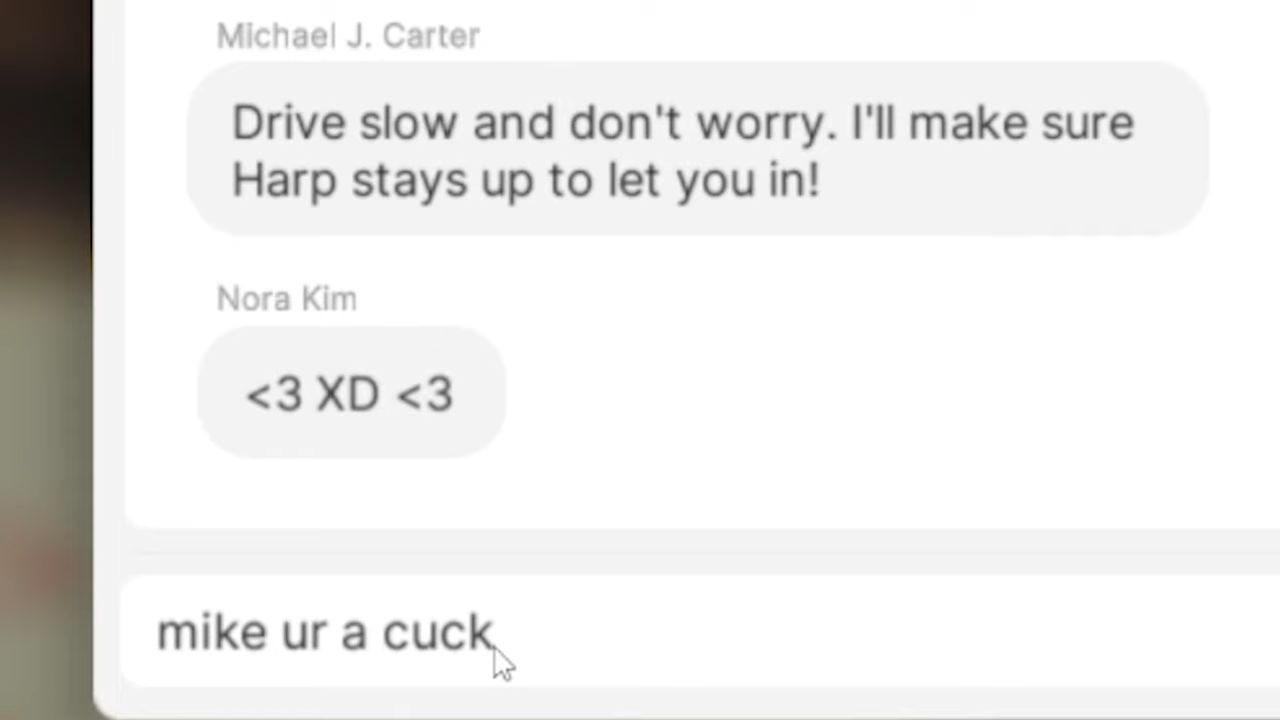 Michael J. Carter
Drive slow and don't worry. I'll make sure
Harp stays up to let you in!
Nora Kim
<3 XD <3
mike ur a cuck